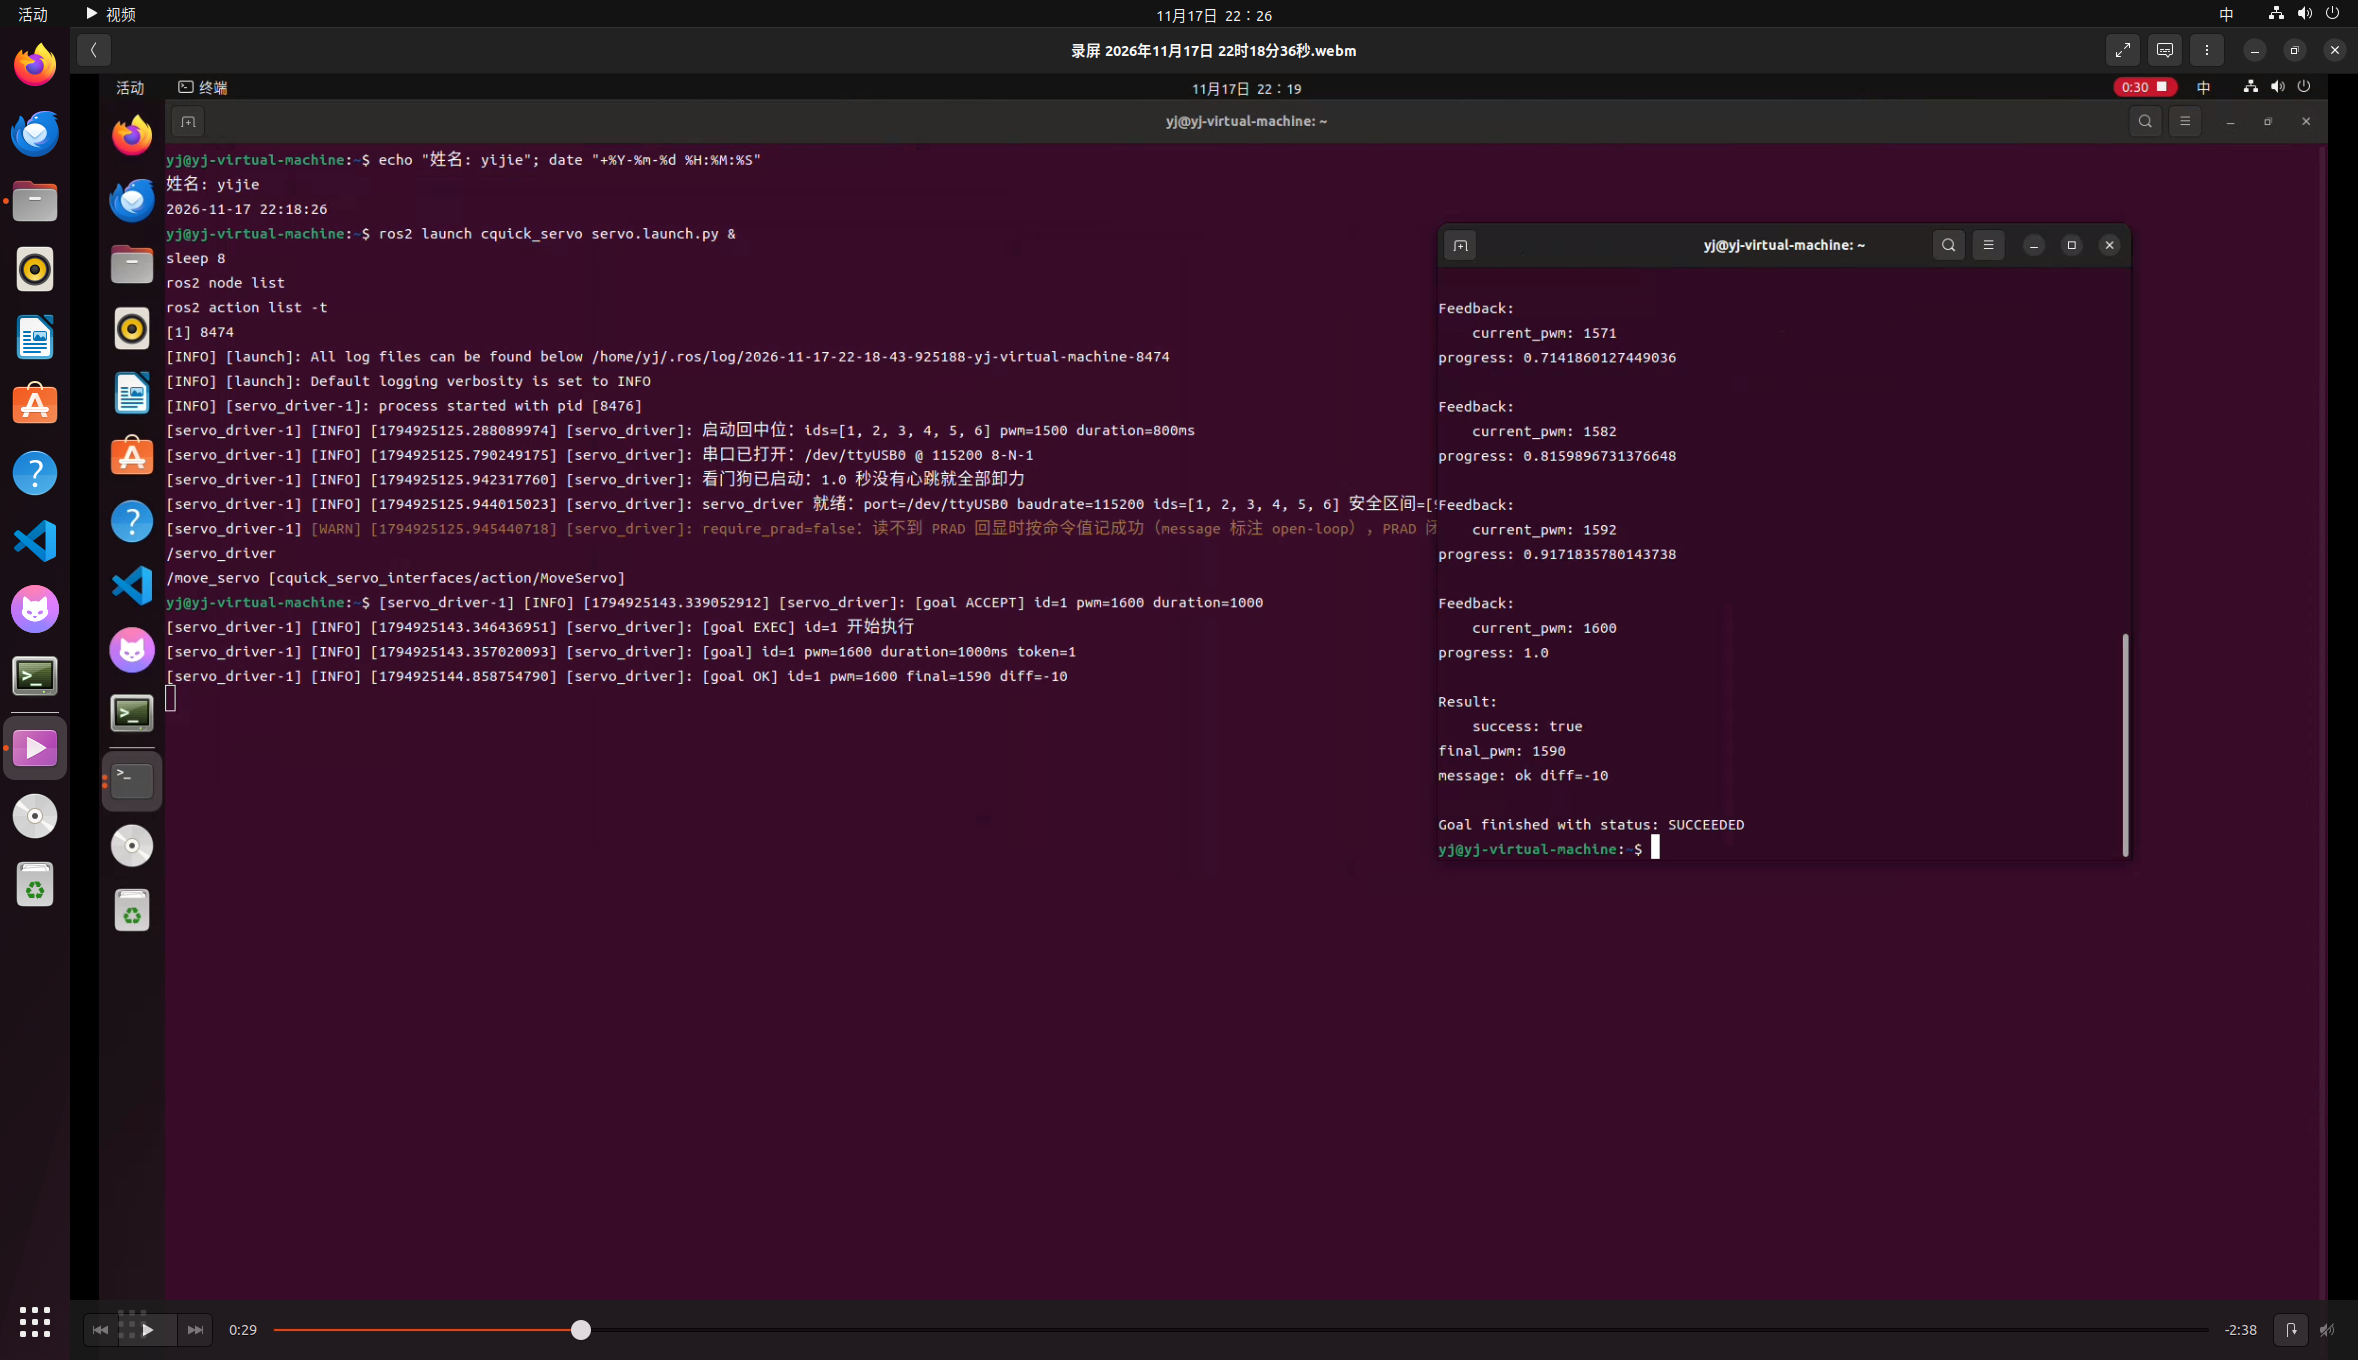 活动
视频
11月17日 22：26
中
录屏 2026年11月17日 22时18分36秒.webm
活动
终端
11月17日 22：19
0:30
中
yj@yj-virtual-machine: ~
yj@yj-virtual-machine:~$ echo "姓名: yijie"; date "+%Y-%m-%d %H:%M:%S"
姓名: yijie
2026-11-17 22:18:26
yj@yj-virtual-machine:~$ ros2 launch cquick_servo servo.launch.py &
sleep 8
ros2 node list
ros2 action list -t
[1] 8474
[INFO] [launch]: All log files can be found below /home/yj/.ros/log/2026-11-17-22-18-43-925188-yj-virtual-machine-8474
[INFO] [launch]: Default logging verbosity is set to INFO
[INFO] [servo_driver-1]: process started with pid [8476]
[servo_driver-1] [INFO] [1794925125.288089974] [servo_driver]: 启动回中位：ids=[1, 2, 3, 4, 5, 6] pwm=1500 duration=800ms
[servo_driver-1] [INFO] [1794925125.790249175] [servo_driver]: 串口已打开：/dev/ttyUSB0 @ 115200 8-N-1
[servo_driver-1] [INFO] [1794925125.942317760] [servo_driver]: 看门狗已启动：1.0 秒没有心跳就全部卸力
[servo_driver-1] [INFO] [1794925125.944015023] [servo_driver]: servo_driver 就绪：port=/dev/ttyUSB0 baudrate=115200 ids=[1, 2, 3, 4, 5, 6] 安全区间=[
[servo_driver-1] [WARN] [1794925125.945440718] [servo_driver]: require_prad=false：读不到 PRAD 回显时按命令值记成功（message 标注 open-loop），PRAD 闭
/servo_driver
/move_servo [cquick_servo_interfaces/action/MoveServo]
yj@yj-virtual-machine:~$ [servo_driver-1] [INFO] [1794925143.339052912] [servo_driver]: [goal ACCEPT] id=1 pwm=1600 duration=1000
[servo_driver-1] [INFO] [1794925143.346436951] [servo_driver]: [goal EXEC] id=1 开始执行
[servo_driver-1] [INFO] [1794925143.357020093] [servo_driver]: [goal] id=1 pwm=1600 duration=1000ms token=1
[servo_driver-1] [INFO] [1794925144.858754790] [servo_driver]: [goal OK] id=1 pwm=1600 final=1590 diff=-10
yj@yj-virtual-machine: ~
Feedback:
current_pwm: 1571
progress: 0.7141860127449036
Feedback:
current_pwm: 1582
progress: 0.8159896731376648
Feedback:
current_pwm: 1592
progress: 0.9171835780143738
Feedback:
current_pwm: 1600
progress: 1.0
Result:
success: true
final_pwm: 1590
message: ok diff=-10
Goal finished with status: SUCCEEDED
yj@yj-virtual-machine:~$
0:29
-2:38